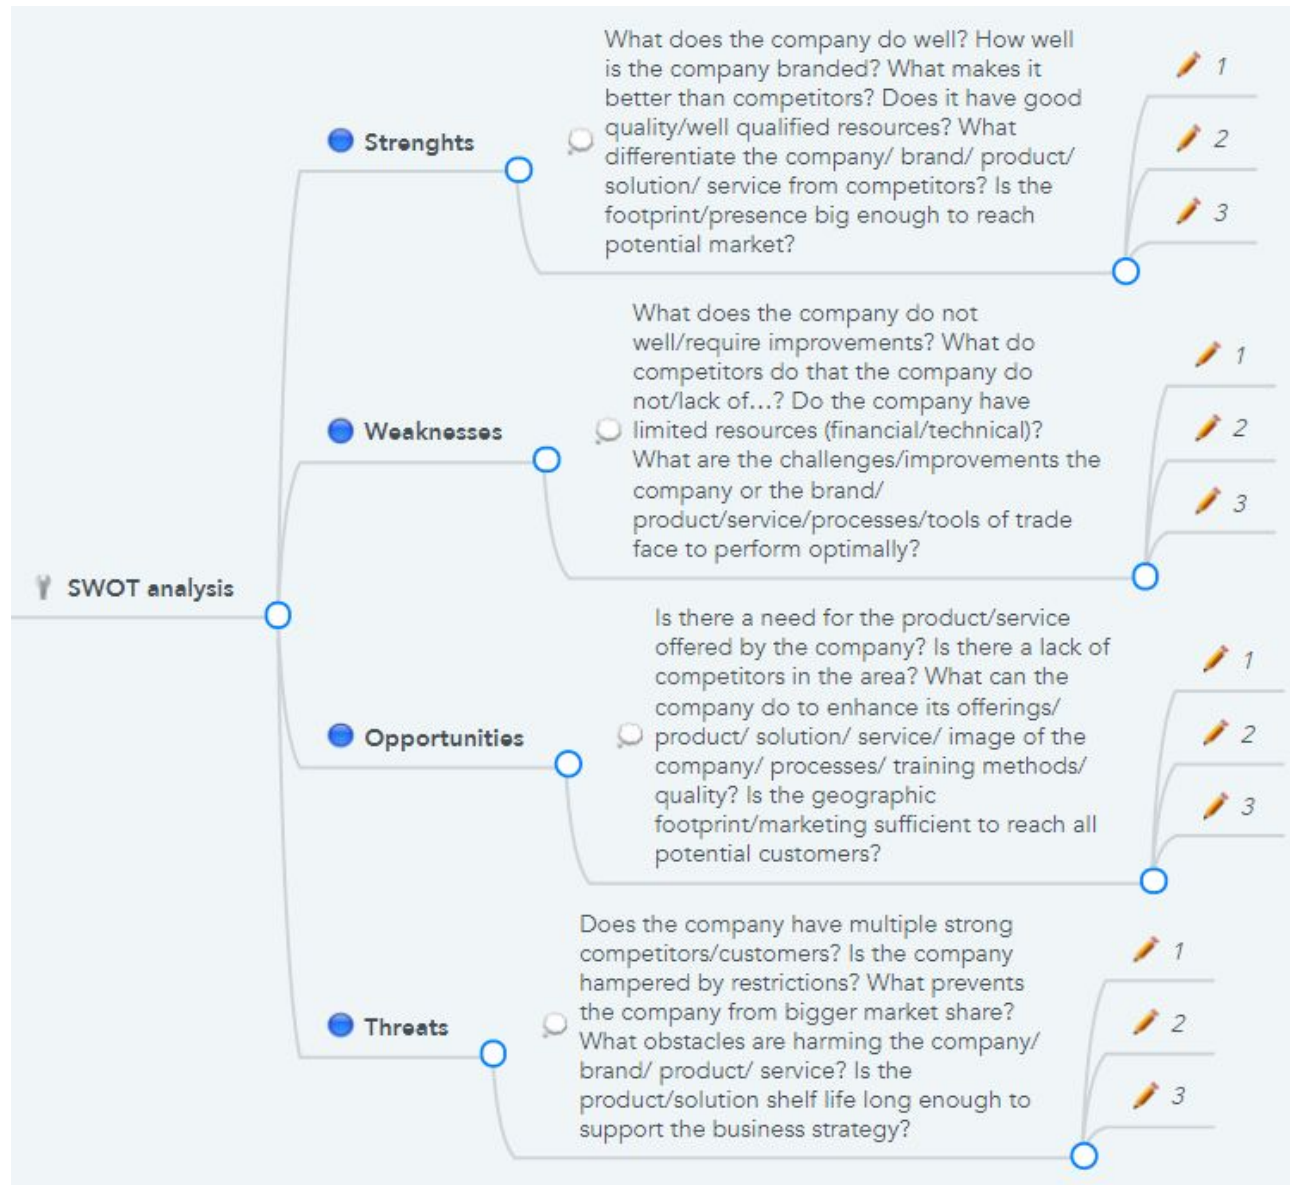 SWOT analysis
Strenghts
What does the company do well? How well
is the company branded? What makes it
better than competitors? Does it have good
quality/well qualified resources? What
differentiate the company/ brand/ product/
solution/ service from competitors? Is the
footprint/presence big enough to reach
potential market?
1
2
3
Weaknesses
What does the company do not
well/require improvements? What do
competitors do that the company do
not/lack of...? Do the company have
limited resources (financial/technical)?
What are the challenges/improvements the
company or the brand/
product/service/processes/tools of trade
face to perform optimally?
1
2
3
Opportunities
Is there a need for the product/service
offered by the company? Is there a lack of
competitors in the area? What can the
company do to enhance its offerings/
product/ solution/ service/ image of the
company/ processes/ training methods/
quality? Is the geographic
footprint/marketing sufficient to reach all
potential customers?
1
2
3
Threats
Does the company have multiple strong
competitors/customers? Is the company
hampered by restrictions? What prevents
the company from bigger market share?
What obstacles are harming the company/
brand/ product/ service? Is the
product/solution shelf life long enough to
support the business strategy?
1
2
3